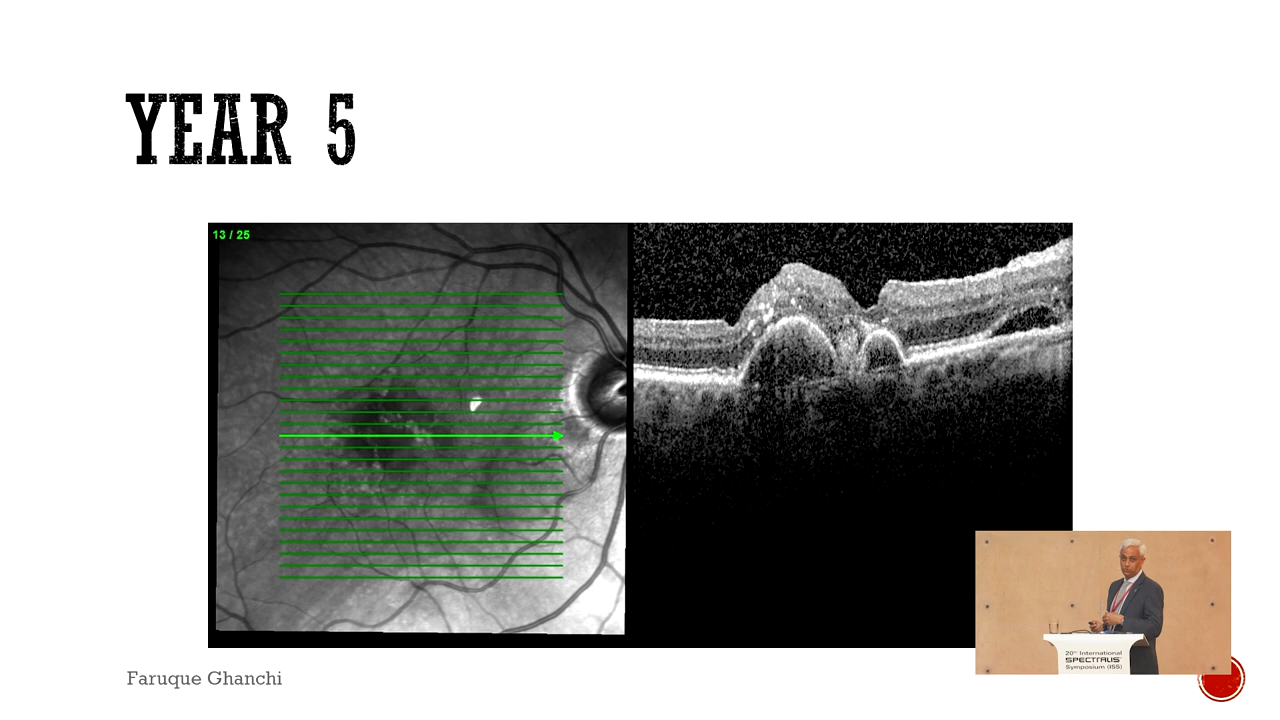 YEAR 5
13 / 25
Faruque Ghanchi
20th International
SPECTRALIS
Symposium (ISS)